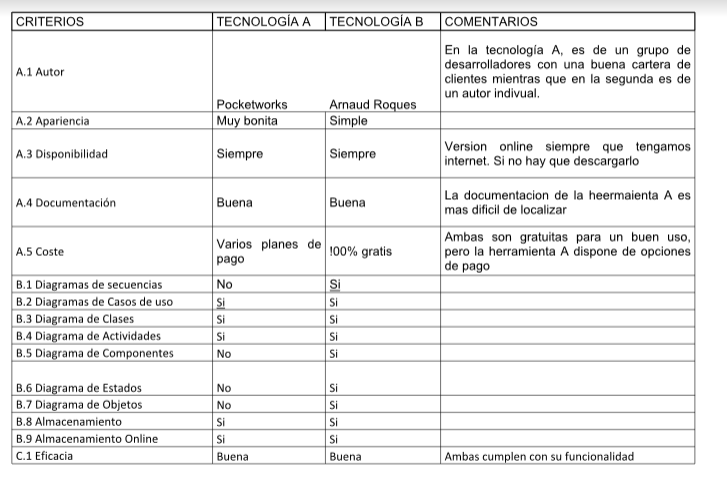 CRITERIOS TECNOLOGÍA A TECNOLOGÍA B COMENTARIOS
A.1 Autor Pocketworks Arnaud Roques En la tecnología A, es de un grupo de
desarrolladores con una buena cartera de
clientes mientras que en la segunda es de
un autor indivual.
A.2 Apariencia Muy bonita Simple
A.3 Disponibilidad Siempre Siempre Version online siempre que tengamos
internet. Si no hay que descargarlo
A.4 Documentación Buena Buena La documentacion de la heermaienta A es
mas dificil de localizar
A.5 Coste Varios planes de
pago 100% gratis Ambas son gratuitas para un buen uso,
pero la herramienta A dispone de opciones
de pago
B.1 Diagramas de secuencias No Si
B.2 Diagramas de Casos de uso Si Si
B.3 Diagrama de Clases Si Si
B.4 Diagrama de Actividades Si Si
B.5 Diagrama de Componentes No Si
B.6 Diagrama de Estados No Si
B.7 Diagrama de Objetos No Si
B.8 Almacenamiento Si Si
B.9 Almacenamiento Online Si Si
C.1 Eficacia Buena Buena Ambas cumplen con su funcionalidad